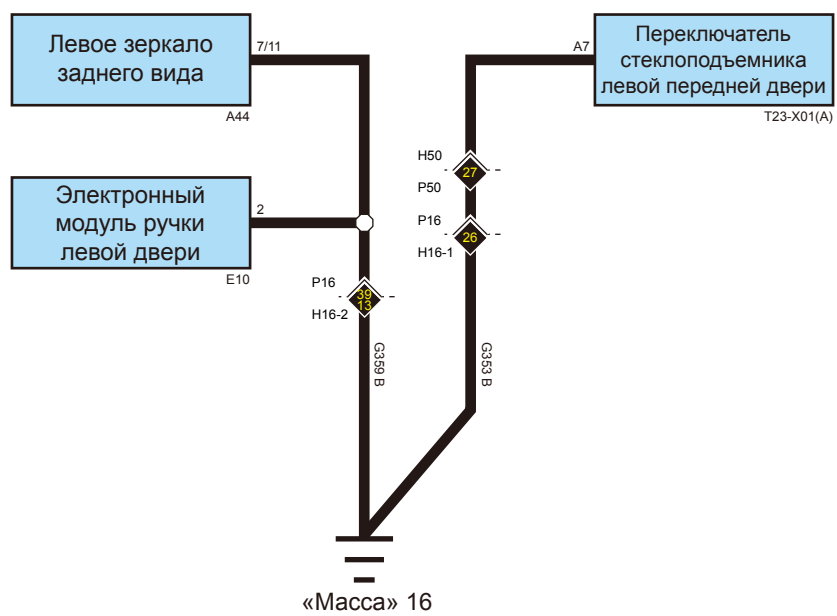 Левое зеркало
заднего вида
7/11
A44
A7
Переключатель
стеклоподъемника
левой передней двери
T23-X01(A)
H50
27
P50
P16
26
H16-1
Электронный
модуль ручки
левой двери
2
E10
P16
39
13
H16-2
G359 B
G353 B
«Масса» 16